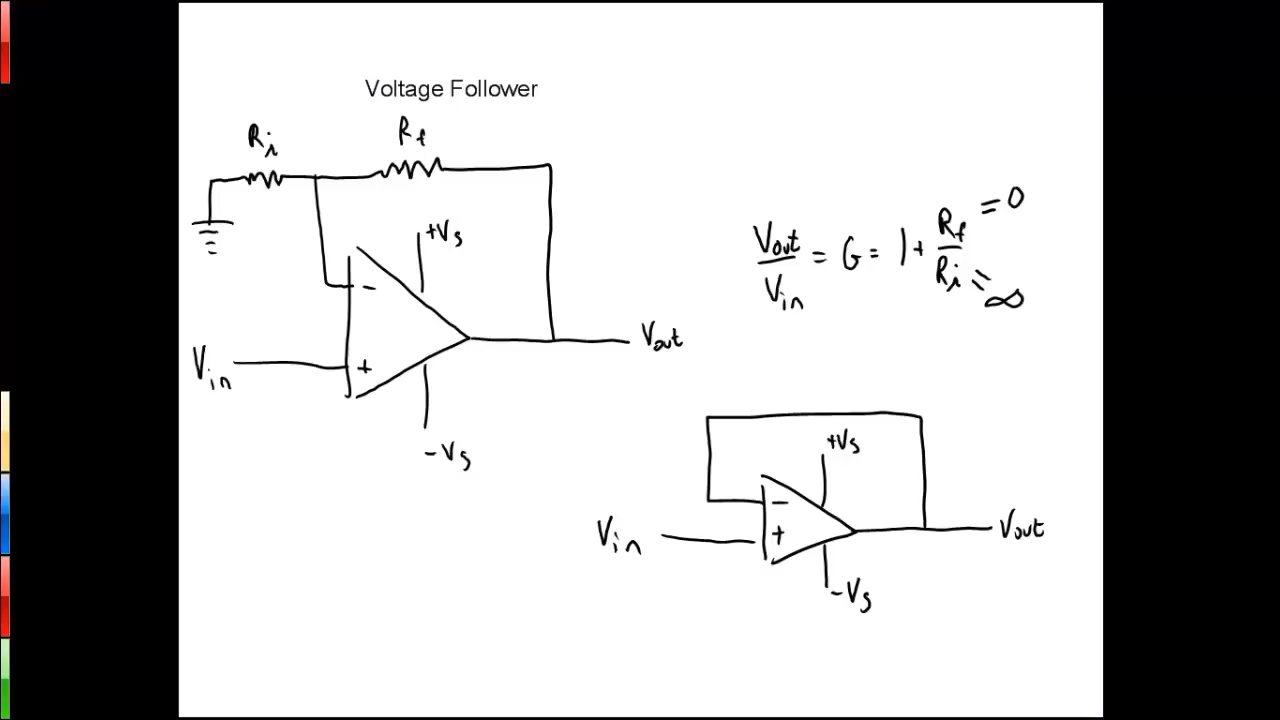 Voltage Follower
Ri
Rf
+Vs
-
+
Vin
Vout
-Vs
Vout/Vin = G = 1 + Rf/Ri
= 0
= ∞
+Vs
-
+
Vin
Vout
-Vs